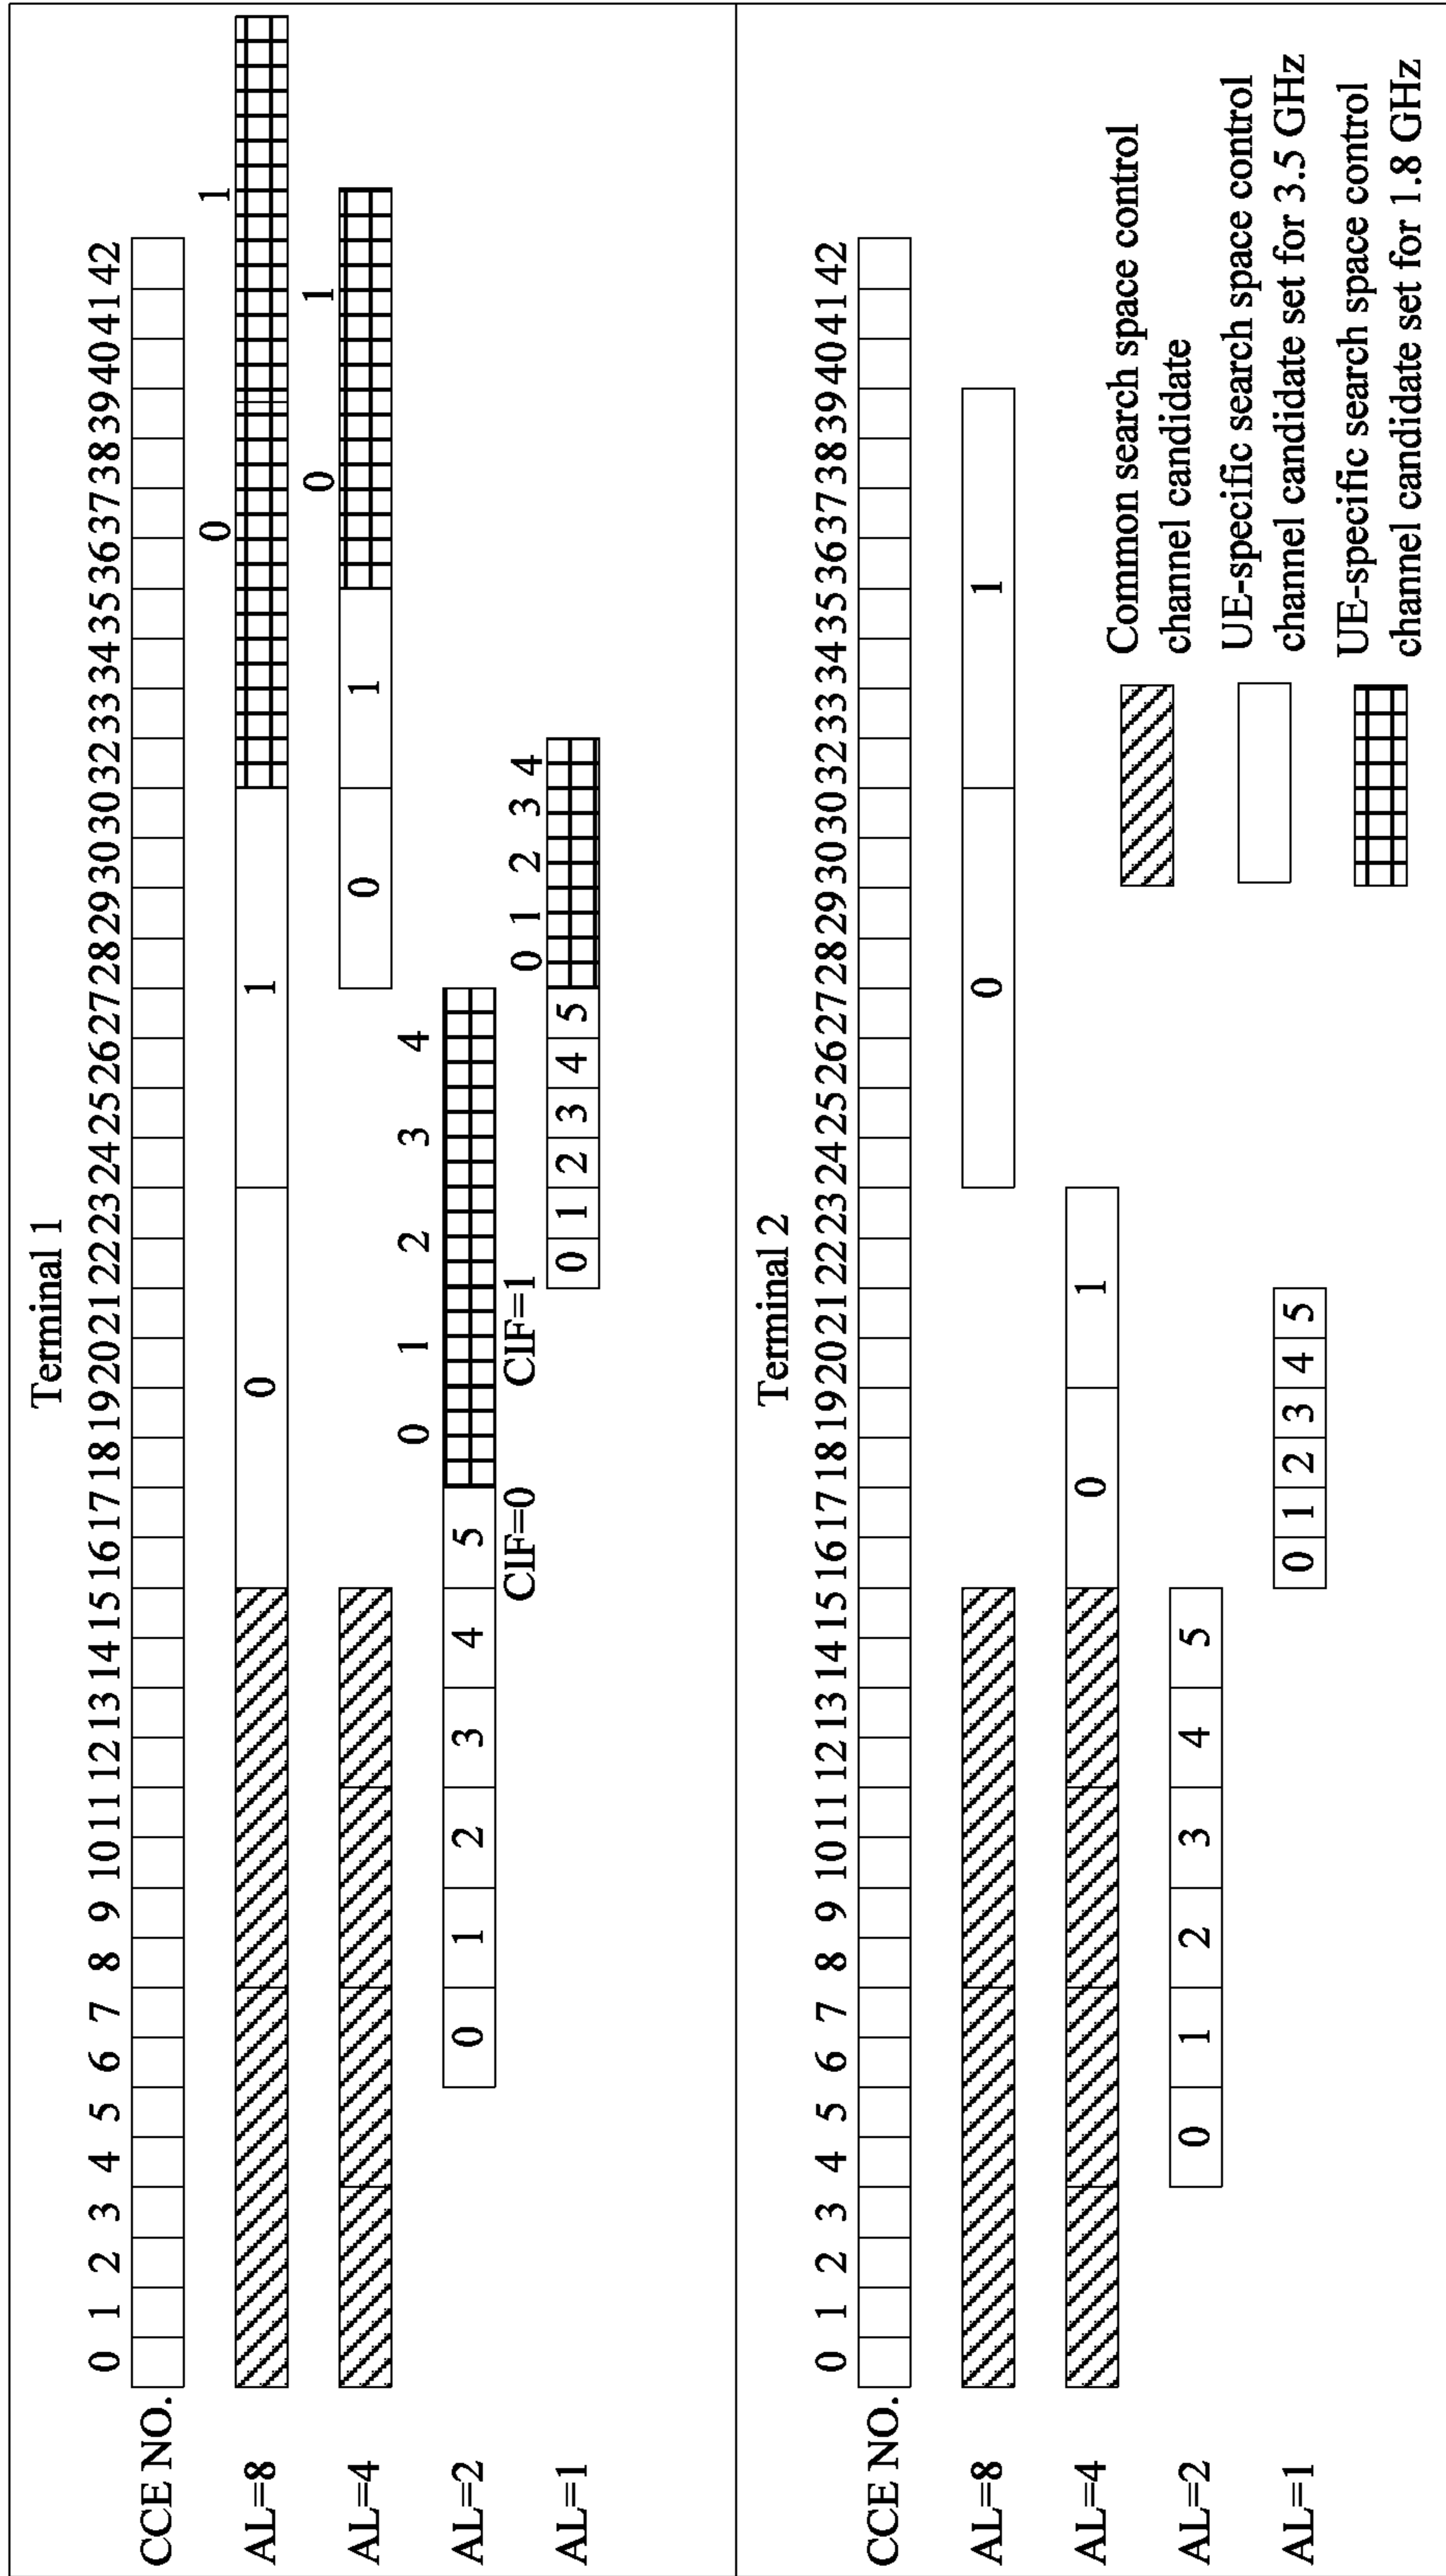 Terminal 1
0 1 2 3 4 5 6 7 8 9 10 11 12 13 14 15 16 17 18 19 20 21 22 23 24 25 26 27 28 29 30 30 32 33 34 35 36 37 38 39 40 41 42
CCE NO.
0 1
AL=8 0 1
0 1
AL=4 0 1
0 1 2 3 4
AL=2 0 1 2 3 4 5
CIF=0 CIF=1
0 1 2 3 4
AL=1 0 1 2 3 4 5
Terminal 2
0 1 2 3 4 5 6 7 8 9 10 11 12 13 14 15 16 17 18 19 20 21 22 23 24 25 26 27 28 29 30 30 32 33 34 35 36 37 38 39 40 41 42
CCE NO.
AL=8 0 1
AL=4 0 1
AL=2 0 1 2 3 4 5
AL=1 0 1 2 3 4 5
Common search space control
channel candidate
UE-specific search space control
channel candidate set for 3.5 GHz
UE-specific search space control
channel candidate set for 1.8 GHz